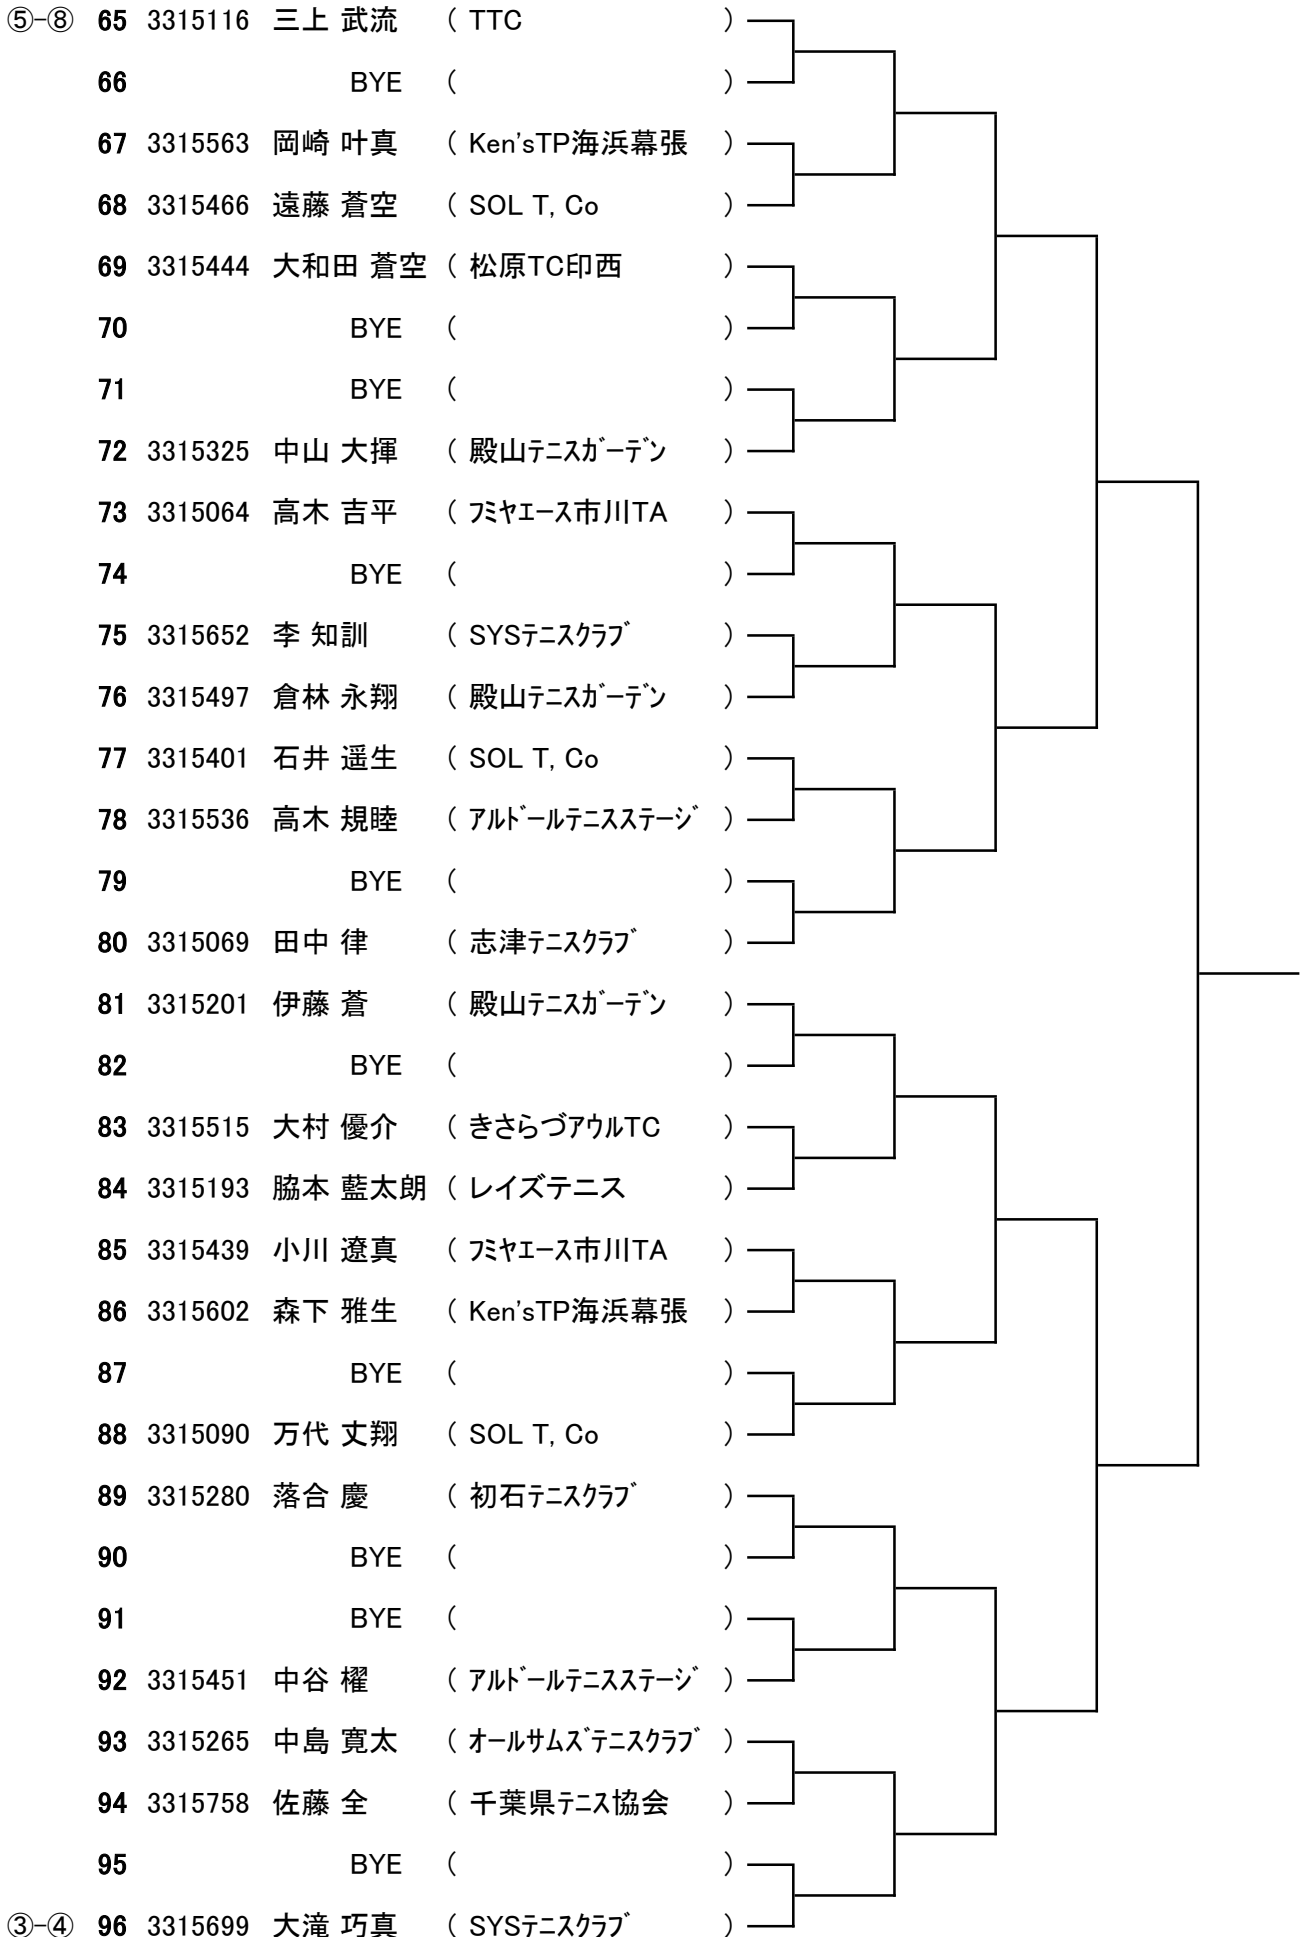 ⑤-⑧ 65 3315116 三上 武流 ( TTC )
66 BYE ( )
67 3315563 岡崎 叶真 ( Ken'sTP海浜幕張 )
68 3315466 遠藤 蒼空 ( SOL T, Co )
69 3315444 大和田 蒼空 ( 松原TC印西 )
70 BYE ( )
71 BYE ( )
72 3315325 中山 大揮 ( 殿山ﾃﾆｽｶﾞｰﾃﾞﾝ )
73 3315064 高木 吉平 ( ﾌﾐﾔｴｰｽ市川TA )
74 BYE ( )
75 3315652 李 知訓 ( SYSﾃﾆｽｸﾗﾌﾞ )
76 3315497 倉林 永翔 ( 殿山ﾃﾆｽｶﾞｰﾃﾞﾝ )
77 3315401 石井 遥生 ( SOL T, Co )
78 3315536 高木 規睦 ( ｱﾙﾄﾞｰﾙﾃﾆｽｽﾃｰｼﾞ )
79 BYE ( )
80 3315069 田中 律 ( 志津ﾃﾆｽｸﾗﾌﾞ )
81 3315201 伊藤 蒼 ( 殿山ﾃﾆｽｶﾞｰﾃﾞﾝ )
82 BYE ( )
83 3315515 大村 優介 ( きさらづｱｳﾙTC )
84 3315193 脇本 藍太朗 ( レイズテニス )
85 3315439 小川 遼真 ( ﾌﾐﾔｴｰｽ市川TA )
86 3315602 森下 雅生 ( Ken'sTP海浜幕張 )
87 BYE ( )
88 3315090 万代 丈翔 ( SOL T, Co )
89 3315280 落合 慶 ( 初石ﾃﾆｽｸﾗﾌﾞ )
90 BYE ( )
91 BYE ( )
92 3315451 中谷 櫂 ( ｱﾙﾄﾞｰﾙﾃﾆｽｽﾃｰｼﾞ )
93 3315265 中島 寛太 ( ｵｰﾙｻﾑｽﾞﾃﾆｽｸﾗﾌﾞ )
94 3315758 佐藤 全 ( 千葉県ﾃﾆｽ協会 )
95 BYE ( )
③-④ 96 3315699 大滝 巧真 ( SYSﾃﾆｽｸﾗﾌﾞ )